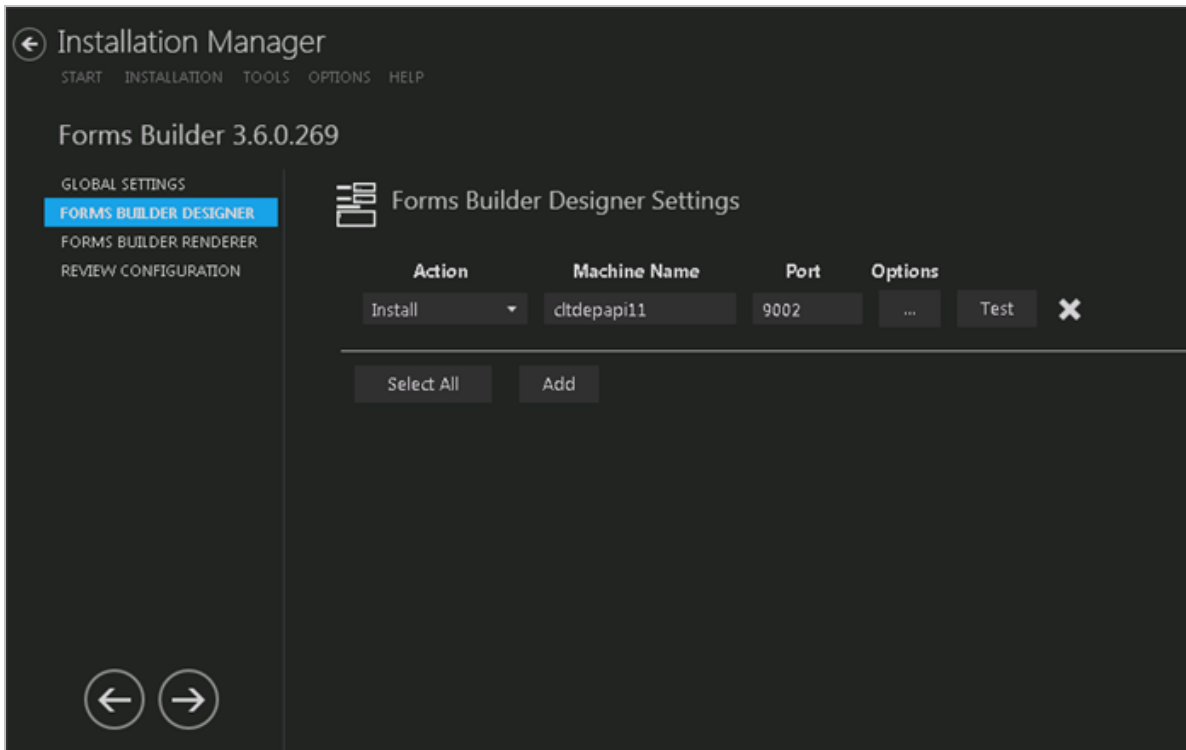 Installation Manager
START INSTALLATION TOOLS OPTIONS HELP
Forms Builder 3.6.0.269
GLOBAL SETTINGS
FORMS BUILDER DESIGNER
FORMS BUILDER RENDERER
REVIEW CONFIGURATION
Forms Builder Designer Settings
Action Machine Name Port Options
Install cltdepapi11 9002 ... Test
Select All Add